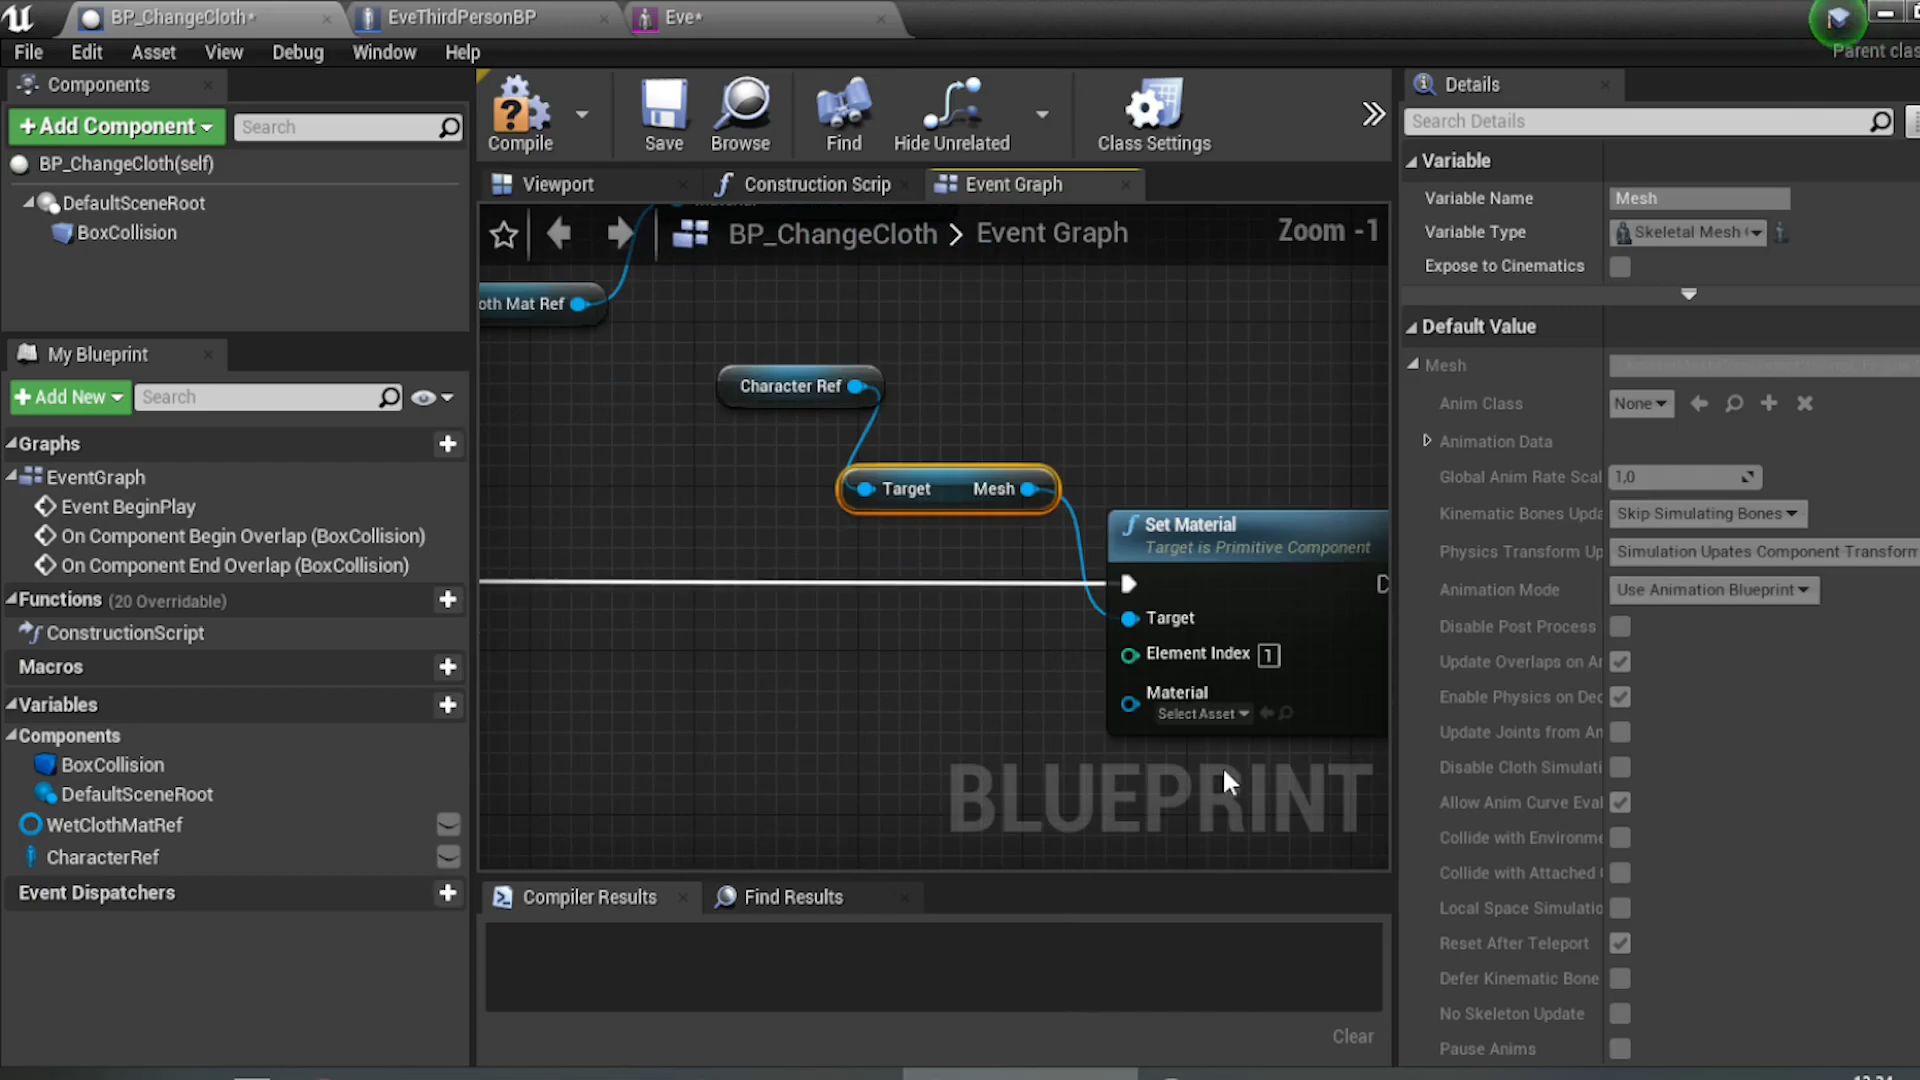 BP_ChangeCloth*
EveThirdPersonBP
Eve*
File
Edit
Asset
View
Debug
Window
Help
Parent clas
Components
+Add Component
Search
BP_ChangeCloth(self)
DefaultSceneRoot
BoxCollision
My Blueprint
+Add New
Search
Graphs
EventGraph
Event BeginPlay
On Component Begin Overlap (BoxCollision)
On Component End Overlap (BoxCollision)
Functions (20 Overridable)
ConstructionScript
Macros
Variables
Components
BoxCollision
DefaultSceneRoot
WetClothMatRef
CharacterRef
Event Dispatchers
Compile
Save
Browse
Find
Hide Unrelated
Class Settings
Viewport
Construction Scrip
Event Graph
BP_ChangeCloth > Event Graph
Zoom -1
oth Mat Ref
Character Ref
Target
Mesh
Set Material
Target is Primitive Component
Target
Element Index 1
Material
Select Asset
BLUEPRINT
Compiler Results
Find Results
Clear
Details
Search Details
Variable
Variable Name
Mesh
Variable Type
Skeletal Mesh
Expose to Cinematics
Default Value
Mesh
Anim Class
None
Animation Data
Global Anim Rate Scal
1,0
Kinematic Bones Upda
Skip Simulating Bones
Physics Transform Up
Simulation Upates Component Transform
Animation Mode
Use Animation Blueprint
Disable Post Process
Update Overlaps on Ar
Enable Physics on Dec
Update Joints from An
Disable Cloth Simulati
Allow Anim Curve Eval
Collide with Environme
Collide with Attached
Local Space Simulatio
Reset After Teleport
Defer Kinematic Bone
No Skeleton Update
Pause Anims